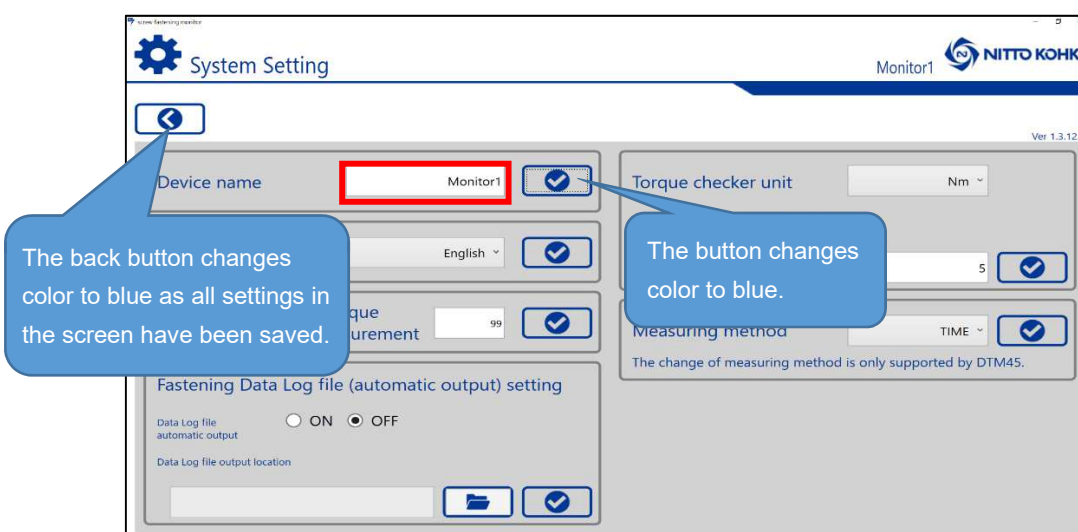 screw fastening monitor
System Setting
Monitor1
NITTO KOHK
Ver 1.3.12
Device name
Monitor1
Torque checker unit
Nm
The back button changes
color to blue as all settings in
the screen have been saved.
English
The button changes
color to blue.
5
que
urement
99
Measuring method
TIME
The change of measuring method is only supported by DTM45.
Fastening Data Log file (automatic output) setting
Data Log file
automatic output
ON
OFF
Data Log file output location